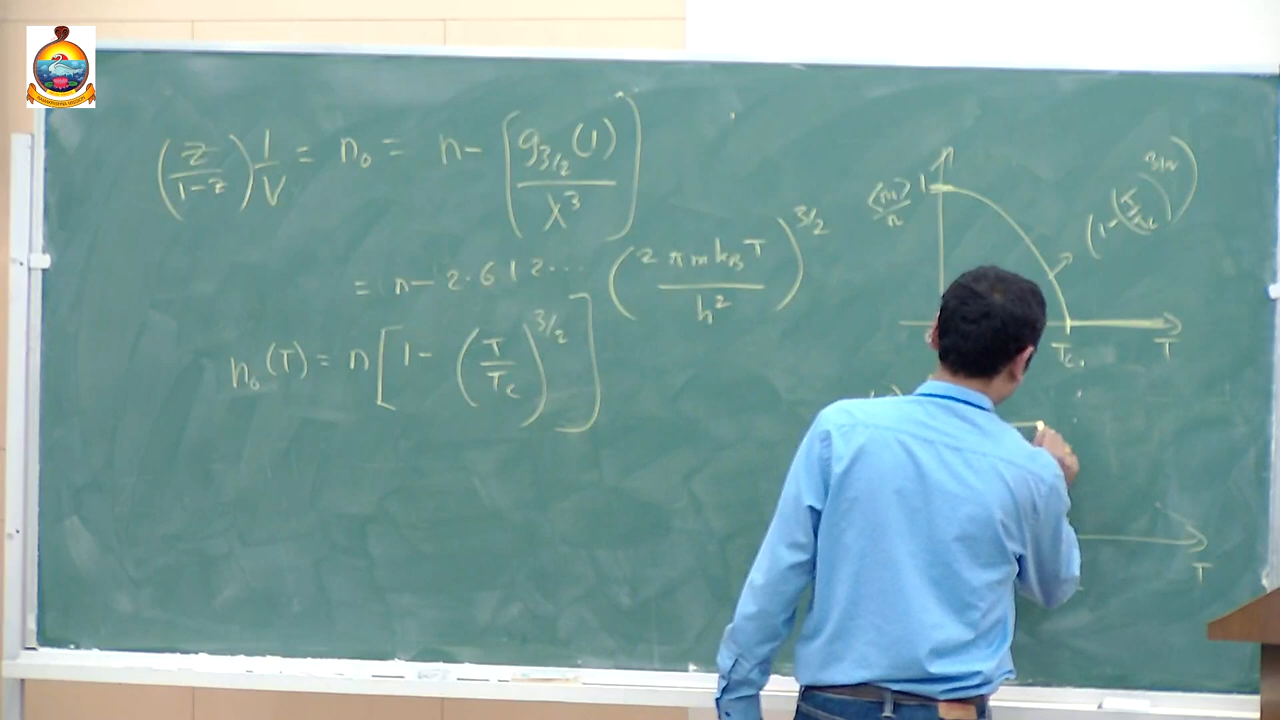 (z/(1-z)) 1/V = n₀ = n - [g₃/₂(1)/λ³]
= n - 2.612... (2πmk_BT/h²)^3/2
n₀(T) = n[1 - (T/T_c)^3/2]
1
(1-(T/T_c)^3/2)
T_c
T
T